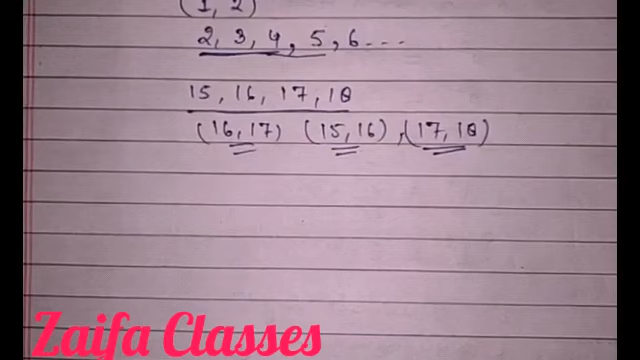 (1, 2)
2, 3, 4, 5, 6...
15, 16, 17, 18
(16, 17) (15, 16), (17, 18)
Zaifa Classes